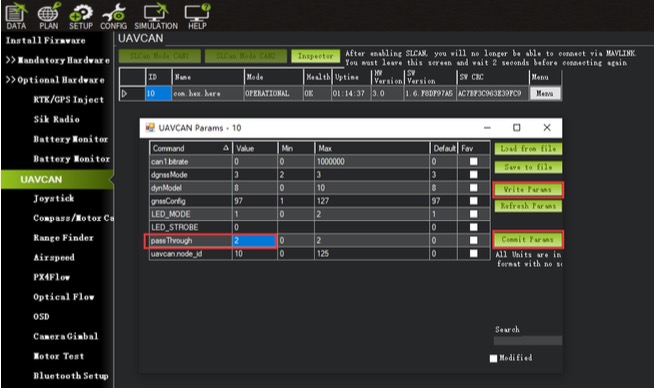 DATA PLAN SETUP CONFIG SIMULATION HELP
Install Firmware
>> Mandatory Hardware
>> Optional Hardware
RTK/GPS Inject
Sik Radio
Battery Monitor
Battery Monitor
UAVCAN
Joystick
Compass/Motor Ca
Range Finder
Airspeed
PX4Flow
Optical Flow
OSD
Camera Gimbal
Motor Test
Bluetooth Setup
UAVCAN
SLCan Mode CAN1 SLCan Mode CAN2 Inspector
After enabling SLCAN, you will no longer be able to connect via MAVLINK.
You must leave this screen and wait 2 seconds before connecting again
ID Name Mode Health Uptime HW Version SW Version SW CRC Menu
10 com.hex.here OPERATIONAL OK 01:14:37 3.0 Menu
UAVCAN Params - 10
Command Value Min Max Default Fav
can1.bitrate 0 0 1000000 0
dgnssMode 3 2 3 3
dynModel 8 0 10 8
gnssConfig 97 1 127 97
LED_MODE 1 0 2 1
LED_STROBE 0 0
passThrough 2 0 2 0
uavcan.node_id 10 0 125 0
Load from file
Save to file
Write Params
Refresh Params
Commit Params
All Units are in
format with no s
Search
Modified